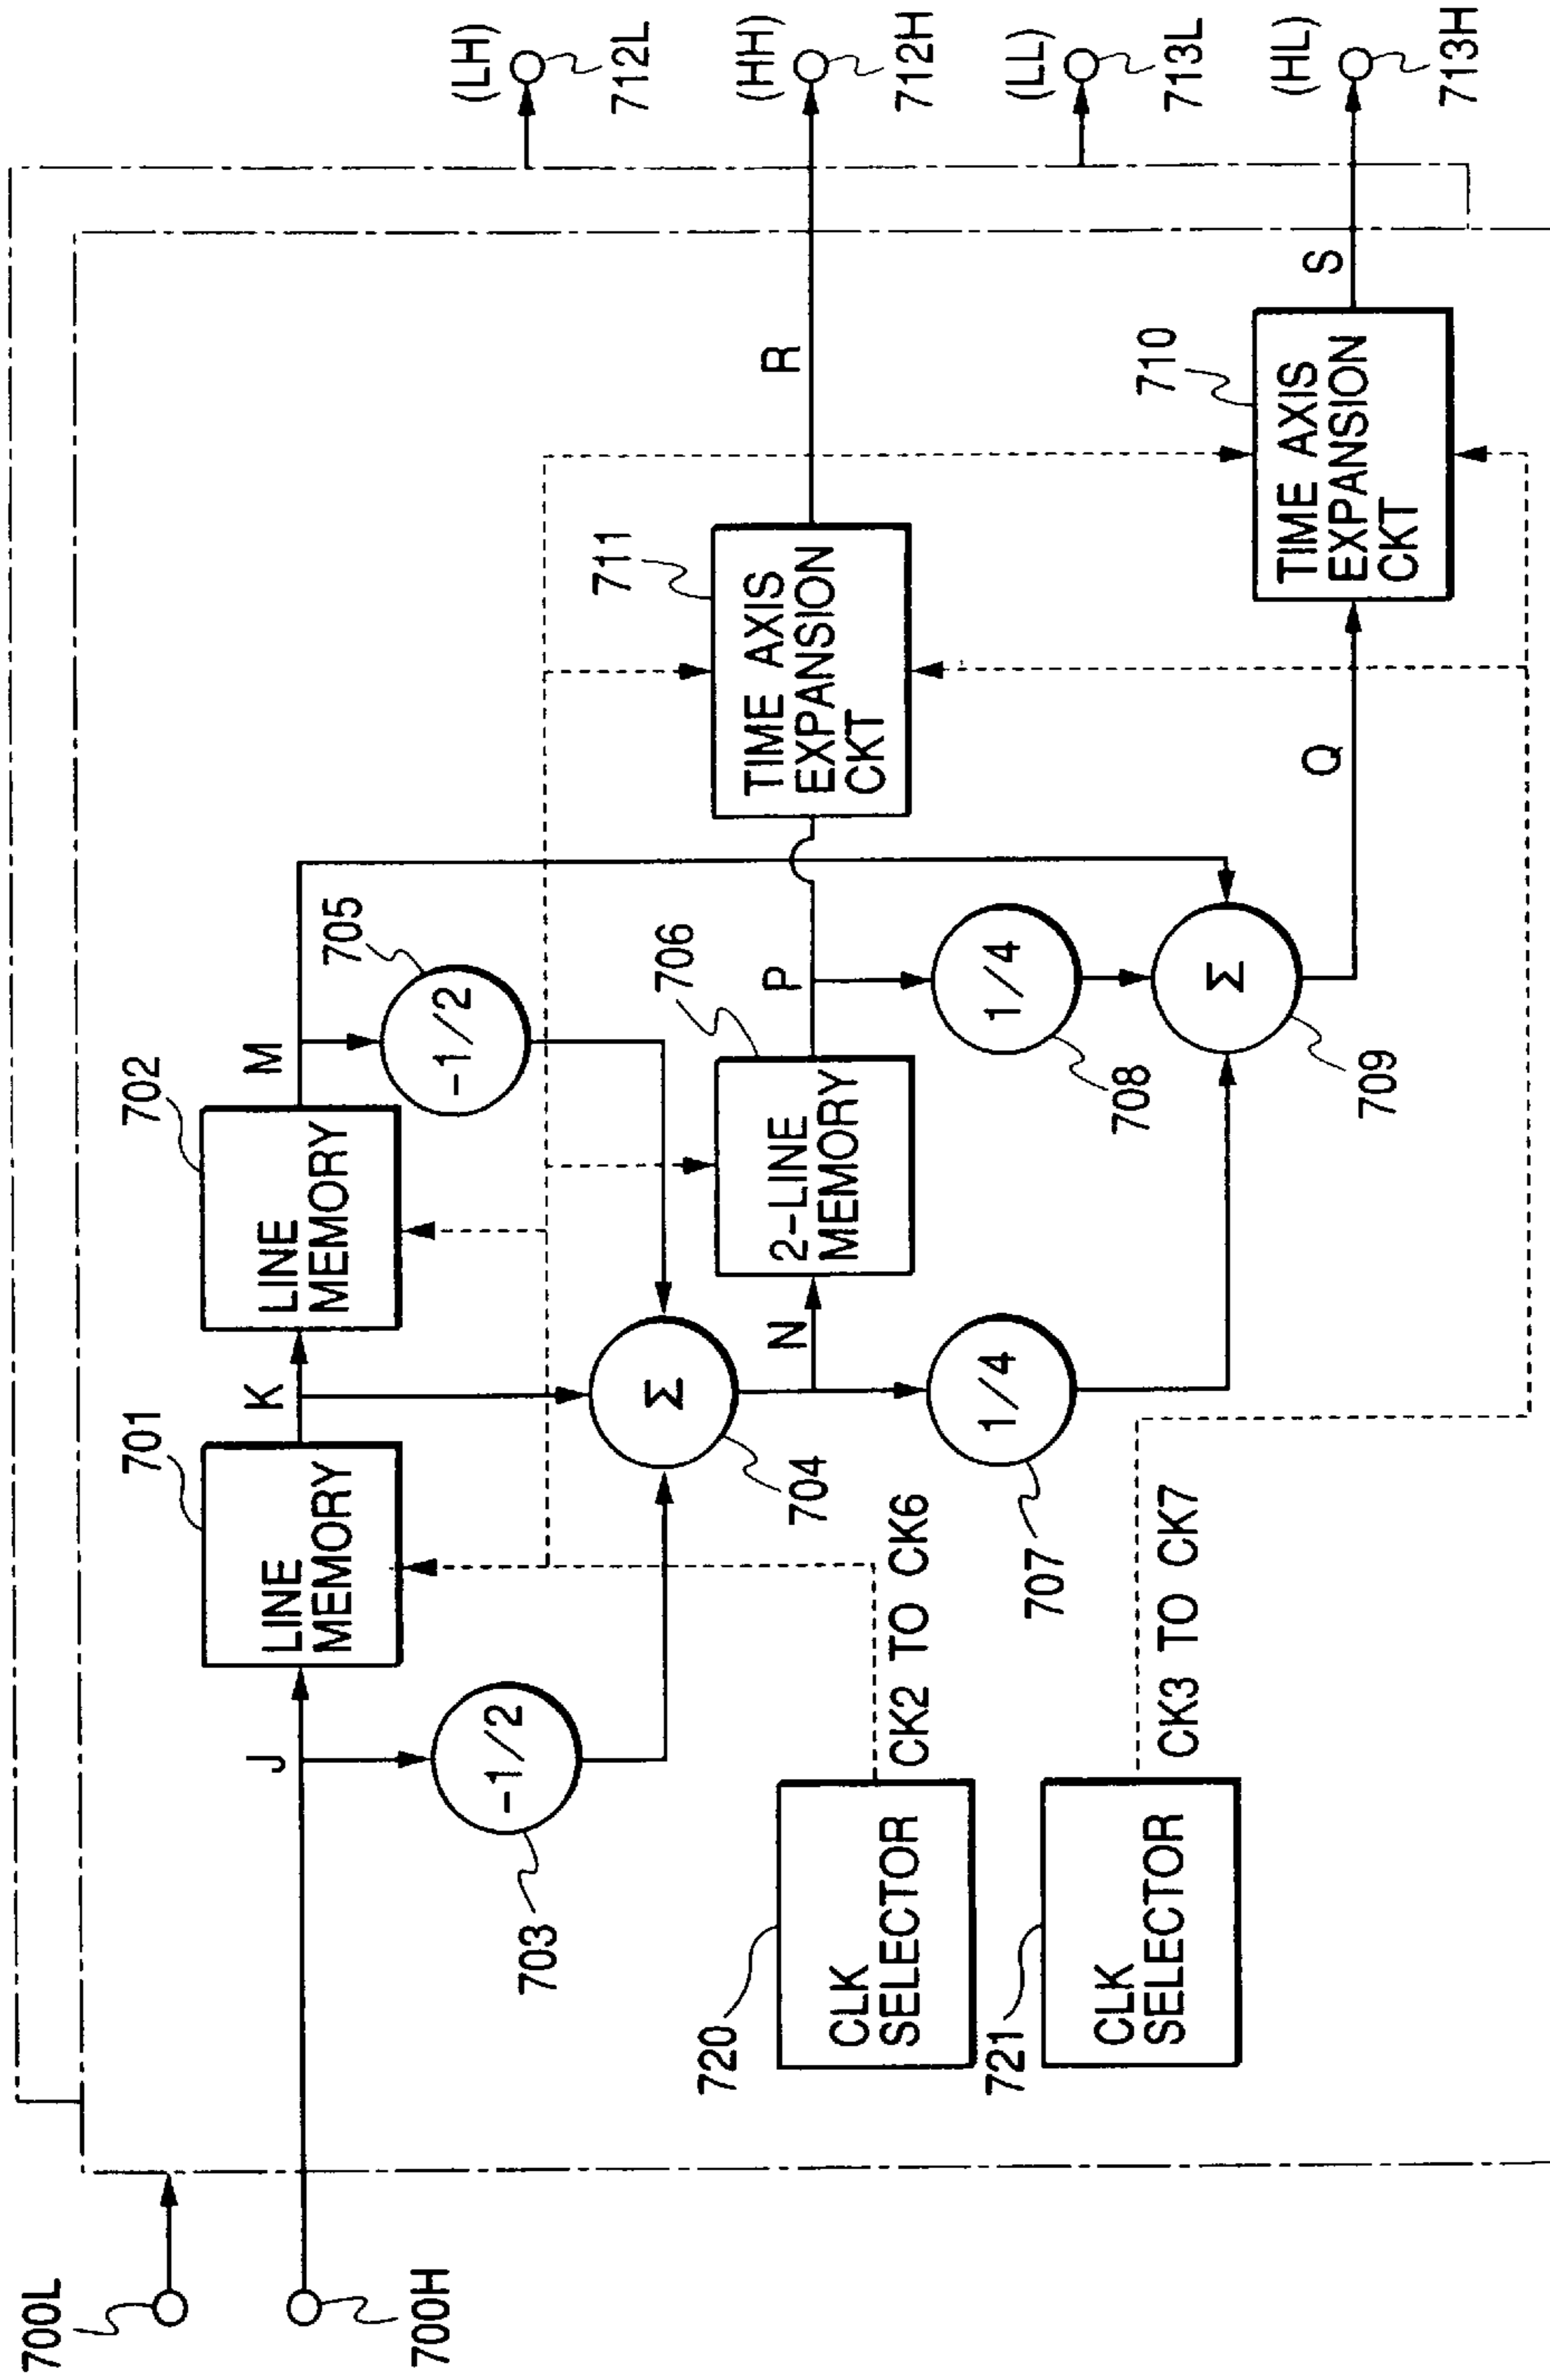 700L
700H
J
701
LINE
MEMORY
K
702
LINE
MEMORY
M
705
-1/2
703
-1/2
Σ
704
N
706
2-LINE
MEMORY
P
707
1/4
708
1/4
Σ
709
711
TIME AXIS
EXPANSION
CKT
R
Q
710
TIME AXIS
EXPANSION
CKT
S
720
CLK
SELECTOR
CK2 TO CK6
721
CLK
SELECTOR
CK3 TO CK7
(LH)
712L
(HH)
712H
(LL)
713L
(HL)
713H